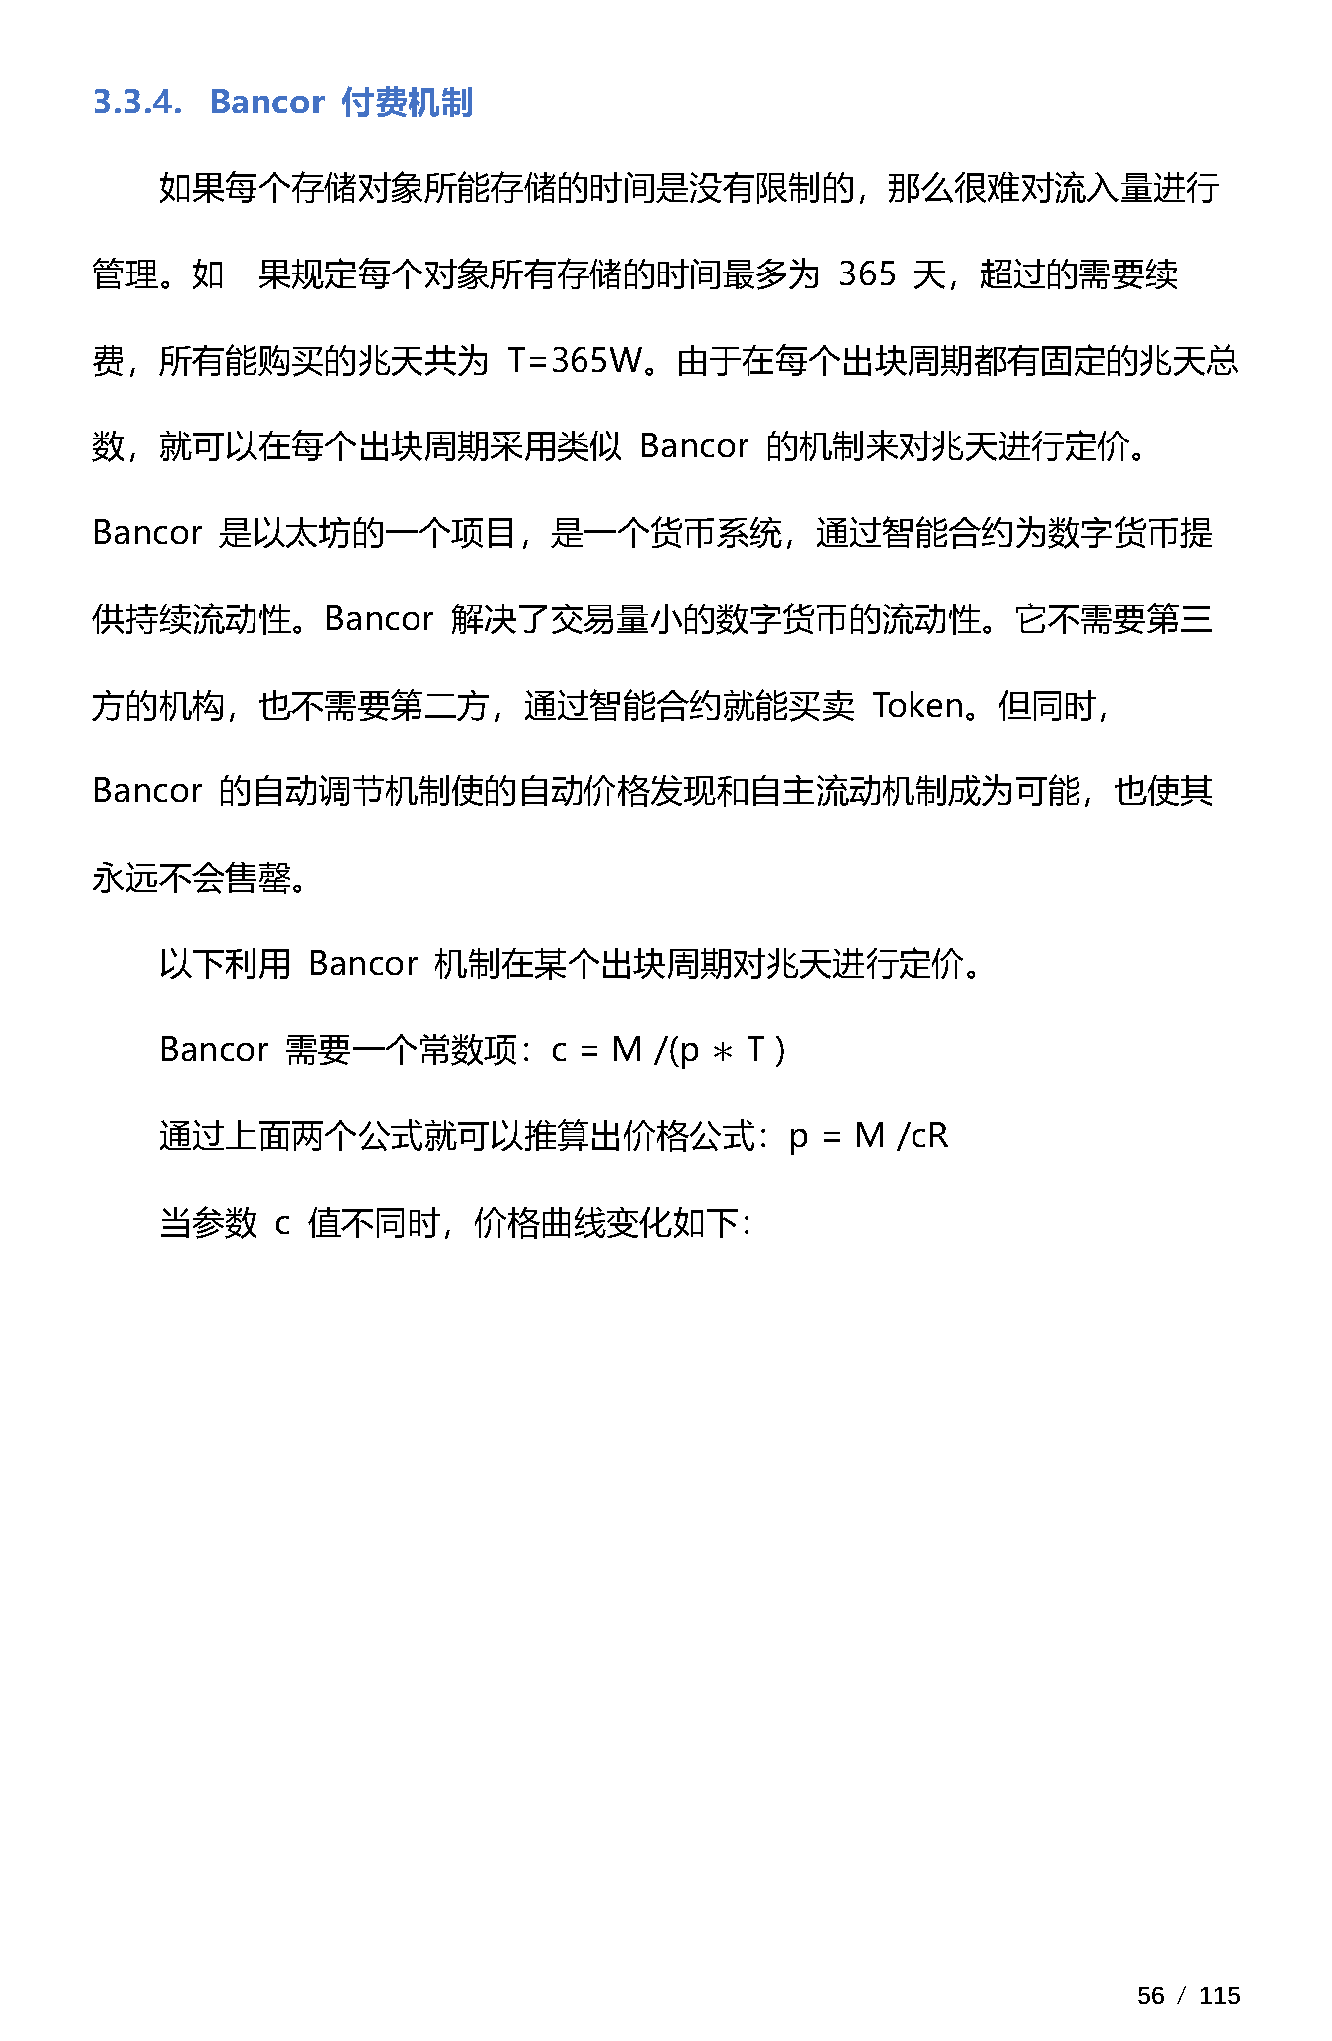 3.3.4. Bancor 付费机制
如果每个存储对象所能存储的时间是没有限制的，那么很难对流入量进行
管理。如 果规定每个对象所有存储的时间最多为 365 天，超过的需要续
费，所有能购买的兆天共为 T=365W。由于在每个出块周期都有固定的兆天总
数，就可以在每个出块周期采用类似 Bancor 的机制来对兆天进行定价。
Bancor 是以太坊的一个项目，是一个货币系统，通过智能合约为数字货币提
供持续流动性。Bancor 解决了交易量小的数字货币的流动性。它不需要第三
方的机构，也不需要第二方，通过智能合约就能买卖 Token。但同时，
Bancor 的自动调节机制使的自动价格发现和自主流动机制成为可能，也使其
永远不会售罄。
以下利用 Bancor 机制在某个出块周期对兆天进行定价。
Bancor 需要一个常数项：c = M /(p ∗ T )
通过上面两个公式就可以推算出价格公式：p = M /cR
当参数 c 值不同时，价格曲线变化如下：
56 / 115